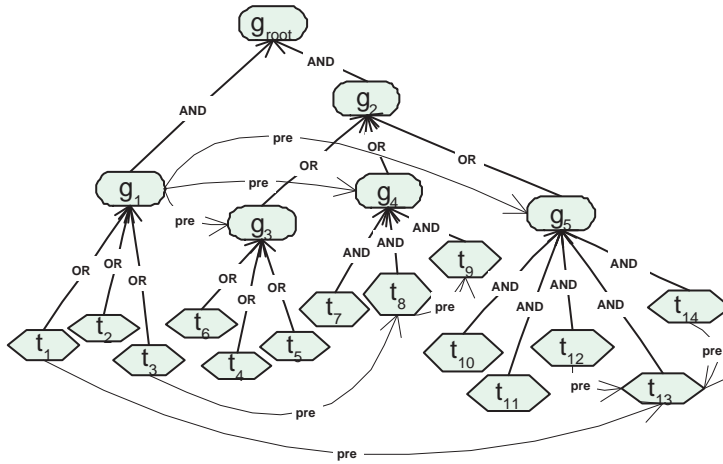 g_root
AND
AND
g_2
pre
OR
OR
OR
g_1
pre
g_4
pre
g_3
g_5
OR
OR
OR
AND
AND
AND
t_9
OR
OR
OR
AND
AND
AND
AND
AND
t_7
t_8
t_14
t_6
pre
t_2
t_1
t_3
t_4
t_5
t_10
t_12
pre
pre
t_11
t_13
pre
pre